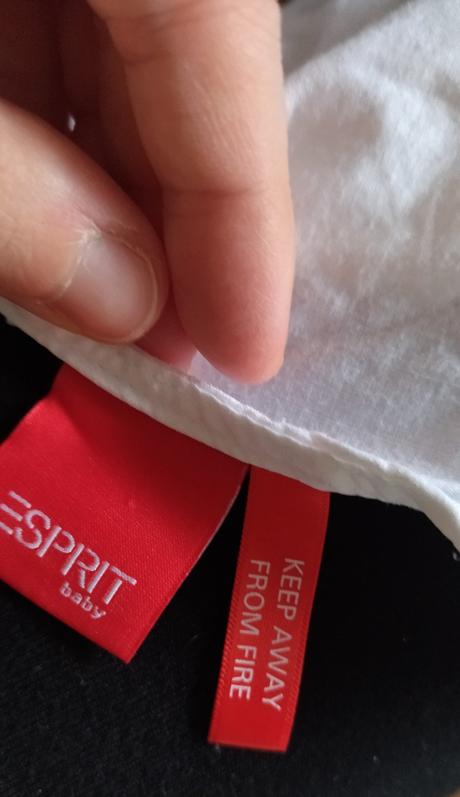 ESPRIT
baby
KEEP AWAY
FROM FIRE